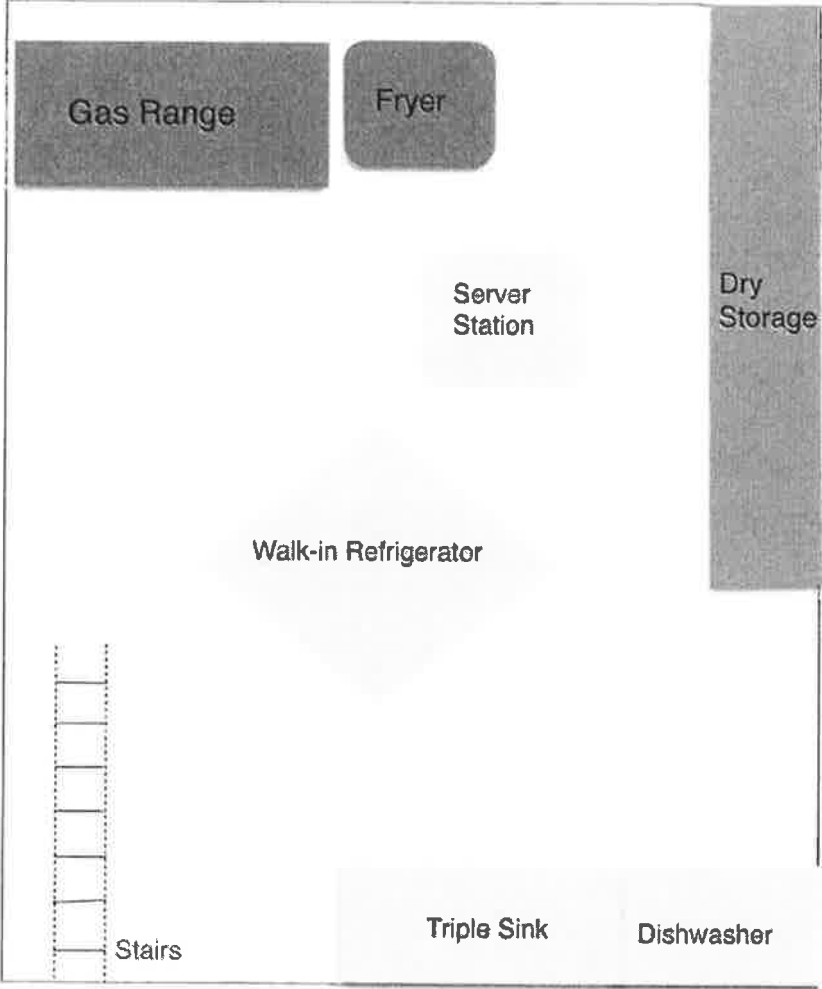 Gas Range
Fryer
Server
Station
Dry
Storage
Walk-in Refrigerator
Stairs
Triple Sink
Dishwasher